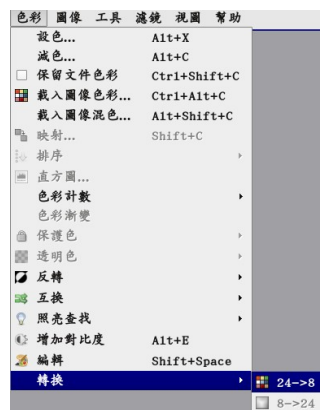 色彩 圖像 工具 濾鏡 視圖 幫助
設色... Alt+X
減色... Alt+C
保留文件色彩 Ctrl+Shift+C
載入圖像色彩... Ctrl+Alt+C
載入圖像混色... Alt+Shift+C
映射... Shift+C
排序
直方圖...
色彩計數
色彩漸變
保護色
透明色
反轉
互換
照亮查找
增加對比度 Alt+E
編輯 Shift+Space
轉換
24->8
8->24